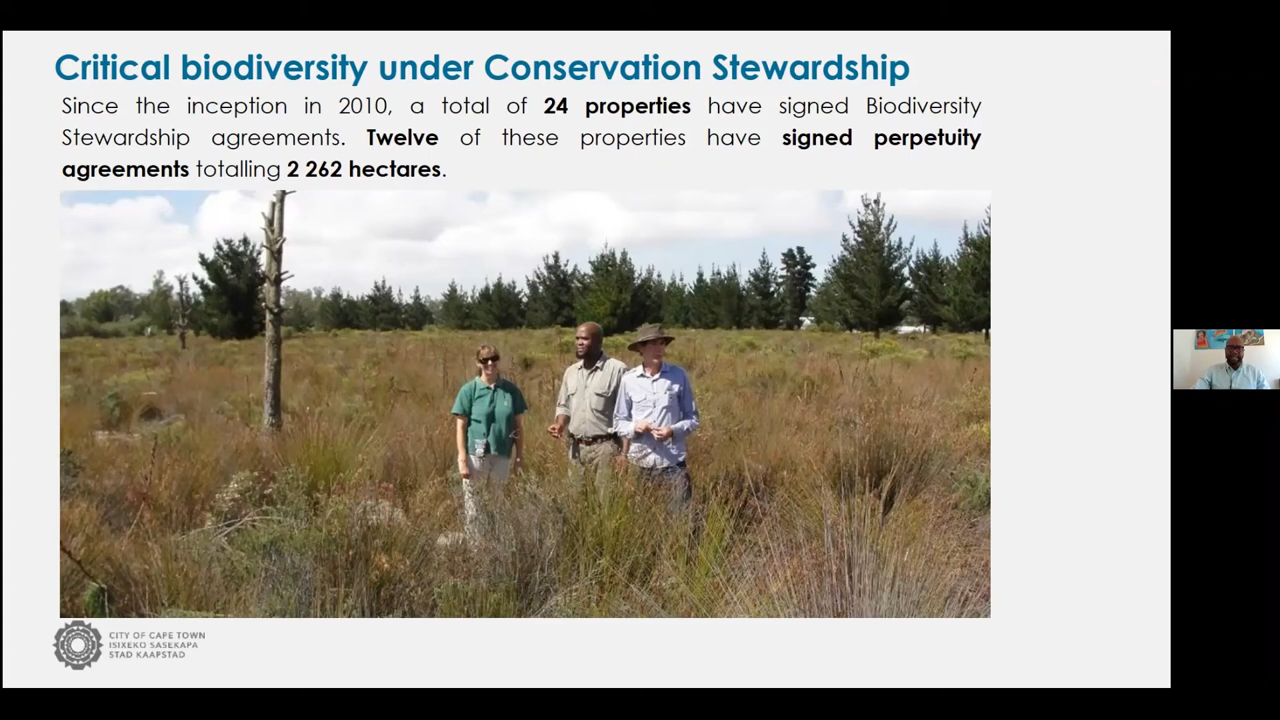 Critical biodiversity under Conservation Stewardship
Since the inception in 2010, a total of 24 properties have signed Biodiversity
Stewardship agreements. Twelve of these properties have signed perpetuity
agreements totalling 2 262 hectares.
CITY OF CAPE TOWN
ISIXEKO SASEKAPA
STAD KAAPSTAD